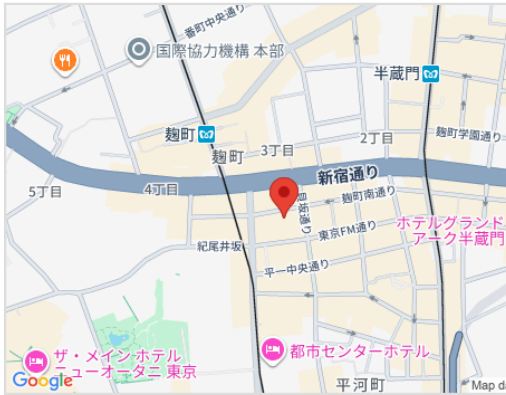 番町中央通り
国際協力機構 本部
半蔵門
麹町
麹町
3丁目
2丁目
麹町学園通り
新宿通り
5丁目
4丁目
貝坂通り
麹町南通り
東京FM通り
ホテルグランド
アーク半蔵門
紀尾井坂
平一中央通り
ザ・メインホテル
ニューオータニ 東京
都市センターホテル
平河町
Google
Map da